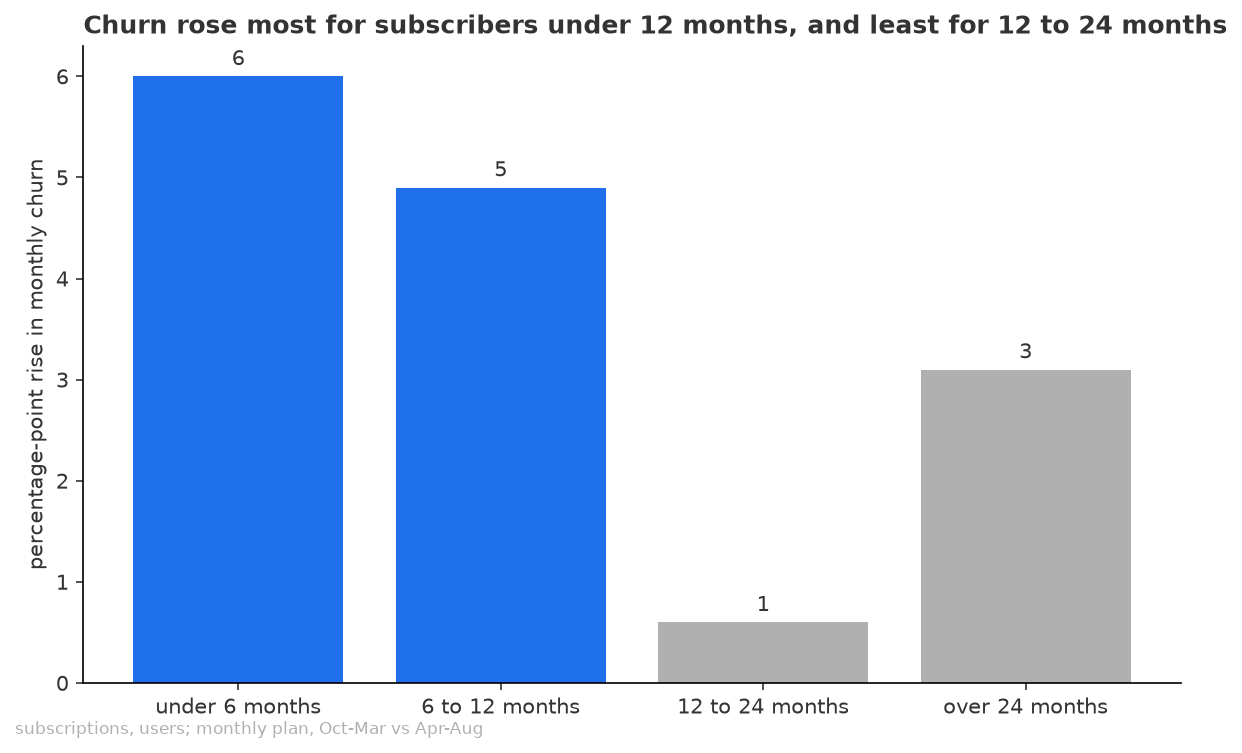 Churn rose most for subscribers under 12 months, and least for 12 to 24 months
percentage-point rise in monthly churn
6
5
4
3
2
1
0
6
5
1
3
under 6 months
6 to 12 months
12 to 24 months
over 24 months
subscriptions, users; monthly plan, Oct-Mar vs Apr-Aug